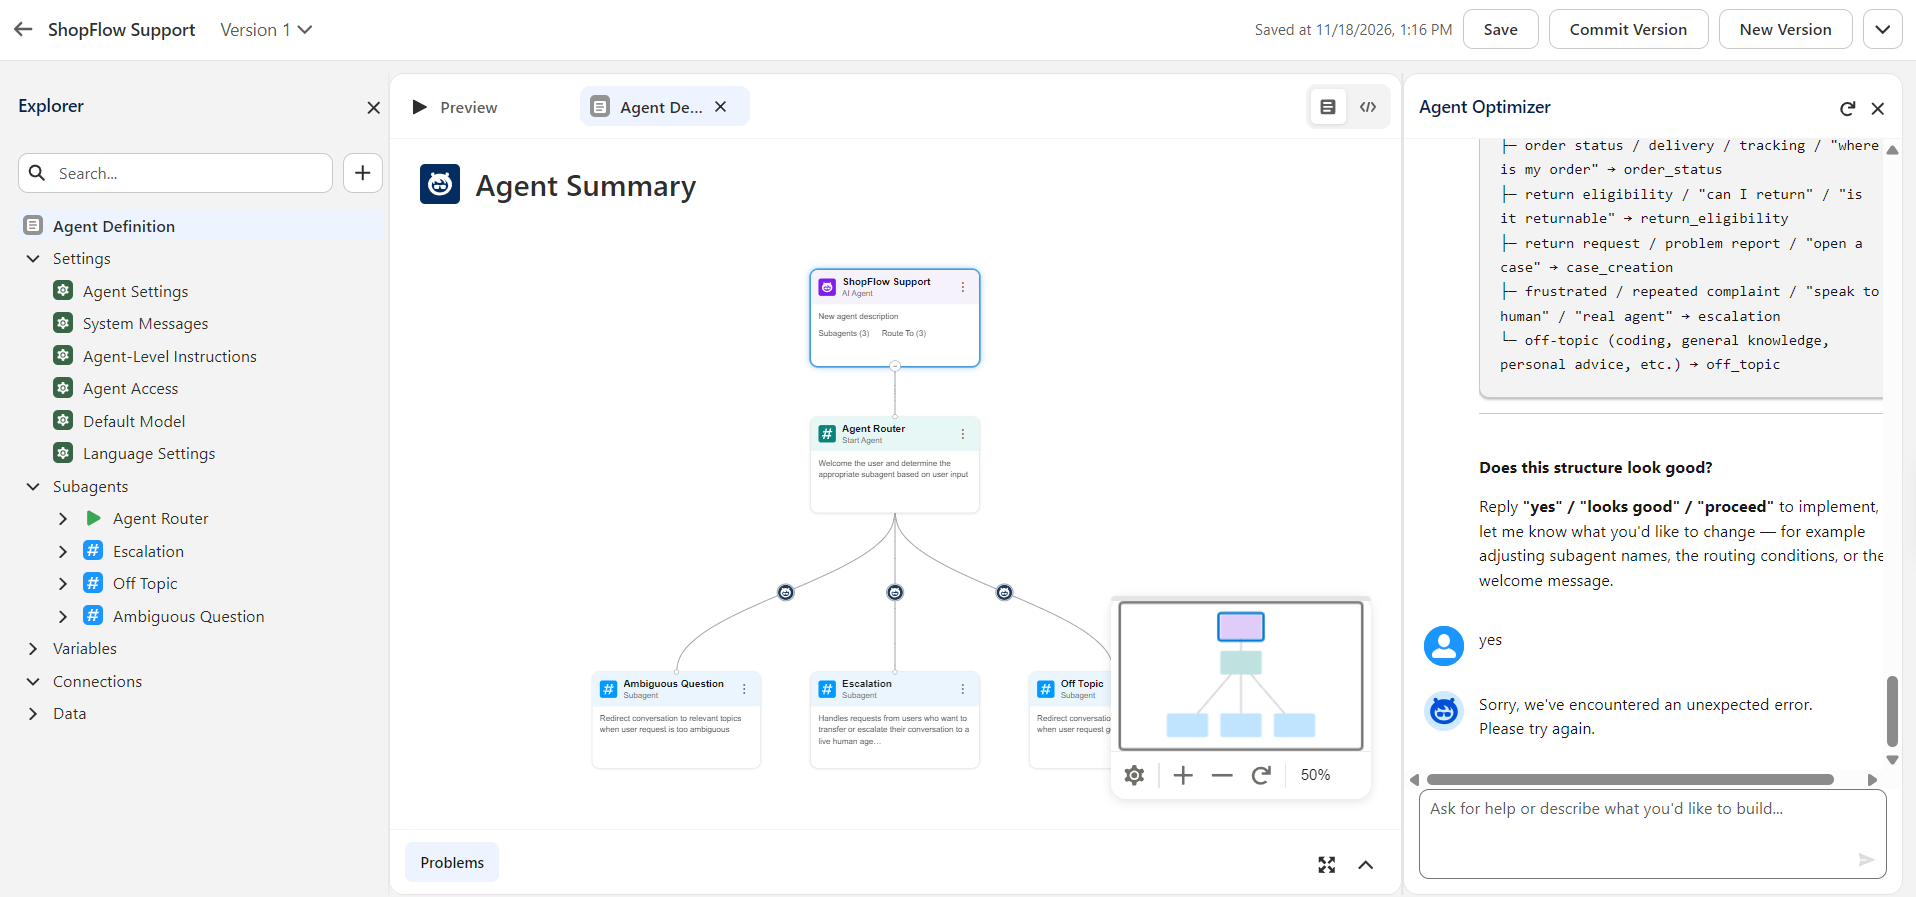 ShopFlow Support
Version 1
Saved at 11/18/2026, 1:16 PM
Save
Commit Version
New Version
Explorer
Search...
Agent Definition
Settings
Agent Settings
System Messages
Agent-Level Instructions
Agent Access
Default Model
Language Settings
Subagents
Agent Router
Escalation
Off Topic
Ambiguous Question
Variables
Connections
Data
Preview
Agent De...
Agent Summary
ShopFlow Support
AI Agent
New agent description
Subagents (3) Route To (3)
Agent Router
Start Agent
Welcome the user and determine the
appropriate subagent based on user input
Ambiguous Question
Subagent
Redirect conversation to relevant topics
when user request is too ambiguous
Escalation
Subagent
Handles requests from users who want to
transfer or escalate their conversation to a
live human age...
Off Topic
Subagent
Redirect conversatio
when user request g
50%
Problems
Agent Optimizer
├─ order status / delivery / tracking / "where
is my order" → order_status
├─ return eligibility / "can I return" / "is
it returnable" → return_eligibility
├─ return request / problem report / "open a
case" → case_creation
├─ frustrated / repeated complaint / "speak to
human" / "real agent" → escalation
└─ off-topic (coding, general knowledge,
personal advice, etc.) → off_topic
Does this structure look good?
Reply "yes" / "looks good" / "proceed" to implement,
let me know what you'd like to change — for example
adjusting subagent names, the routing conditions, or the
welcome message.
yes
Sorry, we've encountered an unexpected error.
Please try again.
Ask for help or describe what you'd like to build...